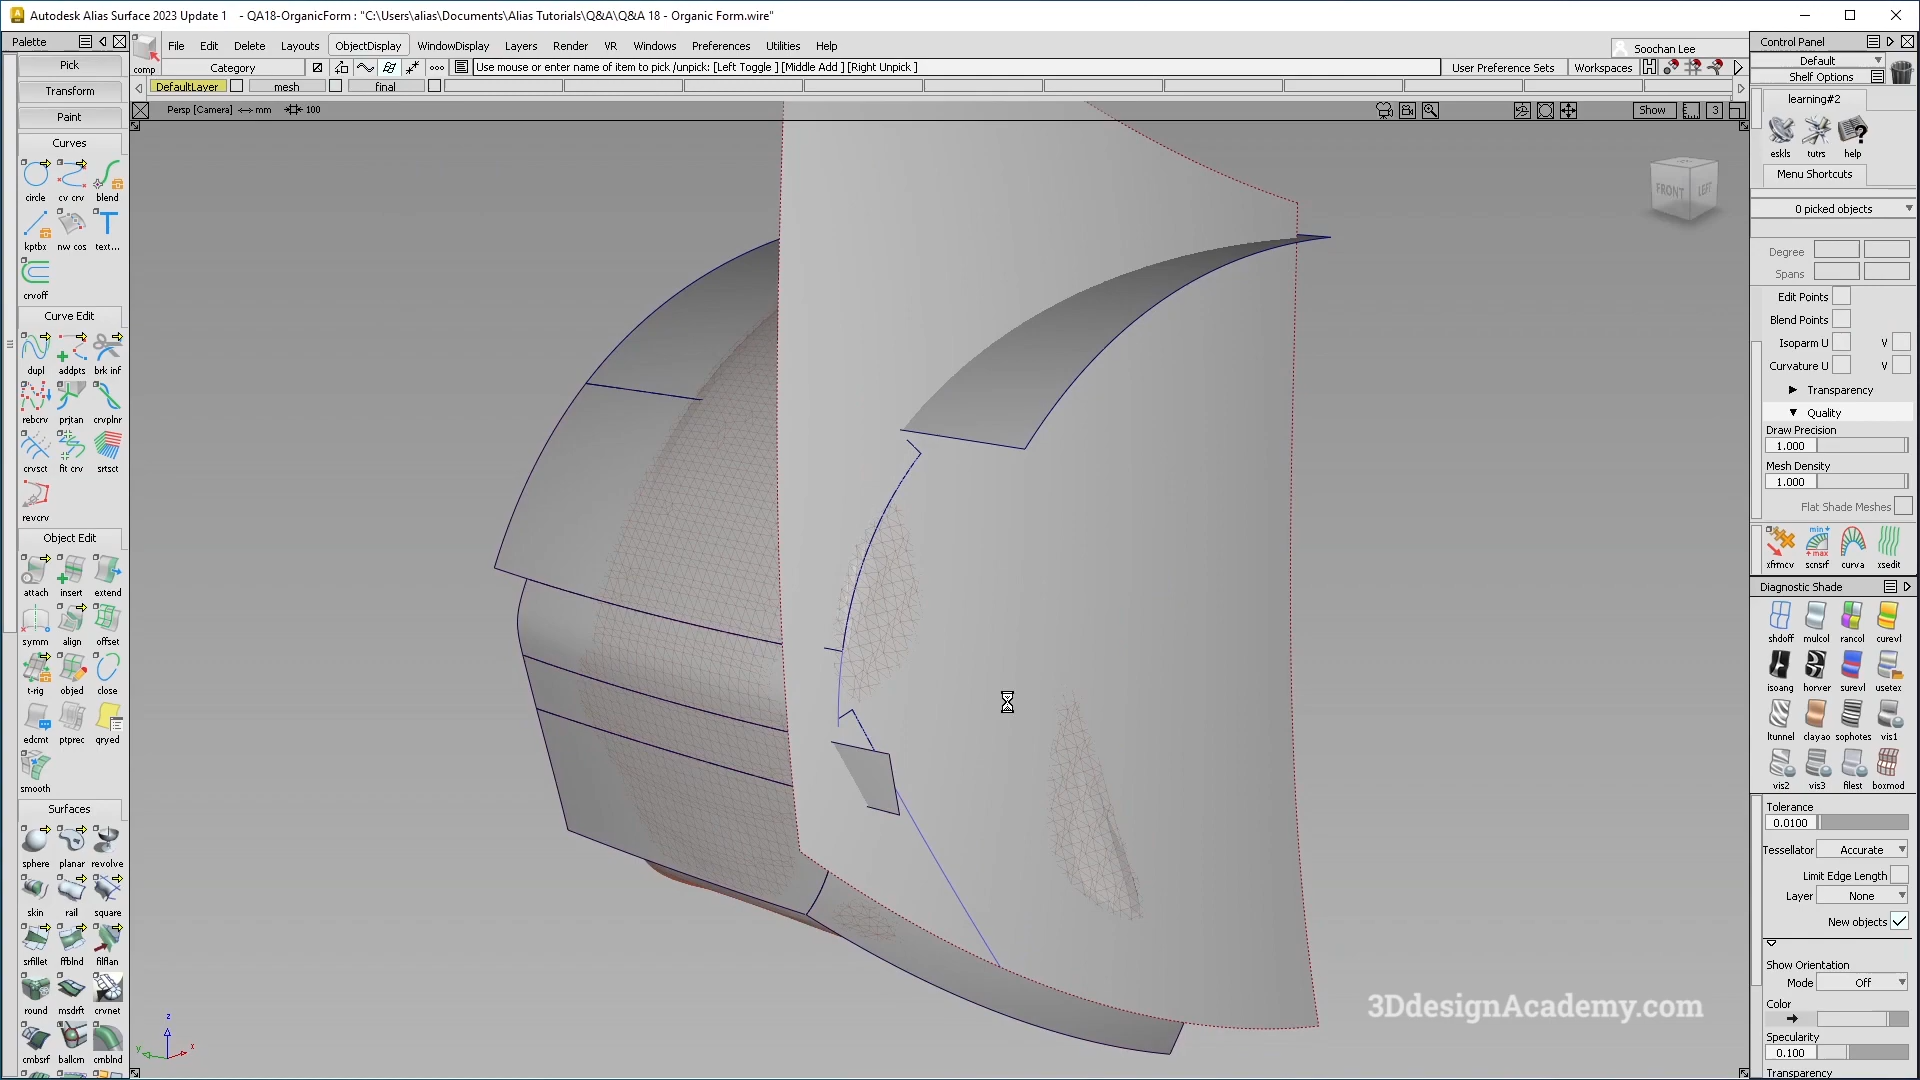 Autodesk Alias Surface 2023 Update 1 - QA18-OrganicForm : "C:\Users\alias\Documents\Alias Tutorials\Q&A\Q&A 18 - Organic Form.wire"
Palette
comp
File Edit Delete Layouts ObjectDisplay WindowDisplay Layers Render VR Windows Preferences Utilities Help
Soochan Lee
Control Panel
Category
Use mouse or enter name of item to pick /unpick: [Left Toggle ] [Middle Add ] [Right Unpick ]
User Preference Sets
Workspaces
Default
Shelf Options
DefaultLayer
mesh
final
Persp [Camera] <-> mm 100
Show
3
Pick
Transform
Paint
Curves
circle cv crv blend
kptbx nw cos text...
crvoff
Curve Edit
dupl addpts brk inf
rebcrv prjtan crvplnr
crvsct fit crv srtsct
revcrv
Object Edit
attach insert extend
symm align offset
t-rig objed close
edcmt ptprec qryed
smooth
Surfaces
sphere planar revolve
skin rail square
srfillet ffblnd filflan
round msdrft crvnet
cmbsrf ballcrn cmblnd
FRONT LEFT
z
y
x
3DdesignAcademy.com
learning#2
eskls tutrs help
Menu Shortcuts
0 picked objects
Degree
Spans
Edit Points
Blend Points
Isoparm U V
Curvature U V
Transparency
Quality
Draw Precision
1.000
Mesh Density
1.000
Flat Shade Meshes
min+
+max
xfrmcv scnsrf curva xsedit
Diagnostic Shade
shdoff mulcol rancol curevl
isoang horver surevl usetex
ltunnel clayao sophotes vis1
vis2 vis3 filest boxmod
Tolerance
0.0100
Tessellator Accurate
Limit Edge Length
Layer None
New objects
Show Orientation
Mode Off
Color
Specularity
0.100
Transparency